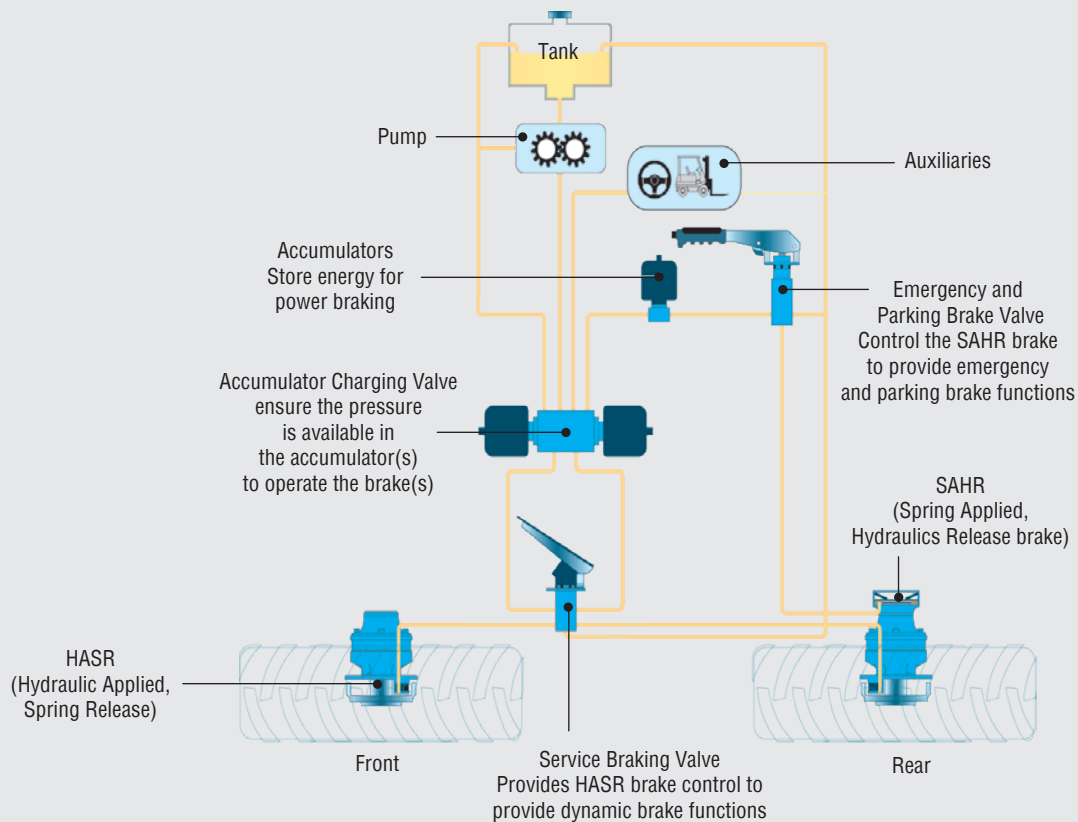 Tank
Pump
Auxiliaries
Accumulators
Store energy for
power braking
Emergency and
Parking Brake Valve
Control the SAHR brake
to provide emergency
and parking brake functions
Accumulator Charging Valve
ensure the pressure
is available in
the accumulator(s)
to operate the brake(s)
SAHR
(Spring Applied,
Hydraulics Release brake)
HASR
(Hydraulic Applied,
Spring Release)
Front
Service Braking Valve
Provides HASR brake control to
provide dynamic brake functions
Rear